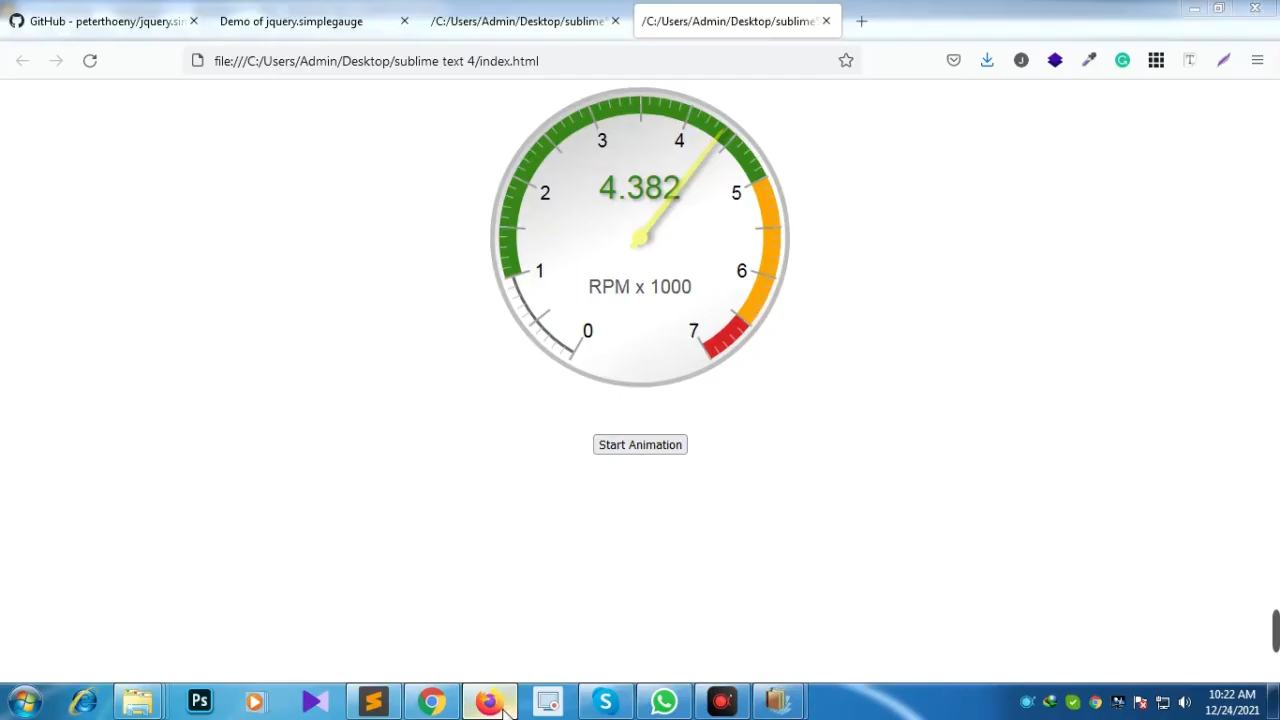 GitHub - peterthoeny/jquery.sim
Demo of jquery.simplegauge
/C:/Users/Admin/Desktop/sublime
/C:/Users/Admin/Desktop/sublime
file:///C:/Users/Admin/Desktop/sublime text 4/index.html
J
G
T
3
4
4.382
2
5
1
6
RPM x 1000
0
7
Start Animation
Ps
S
10:22 AM
12/24/2021